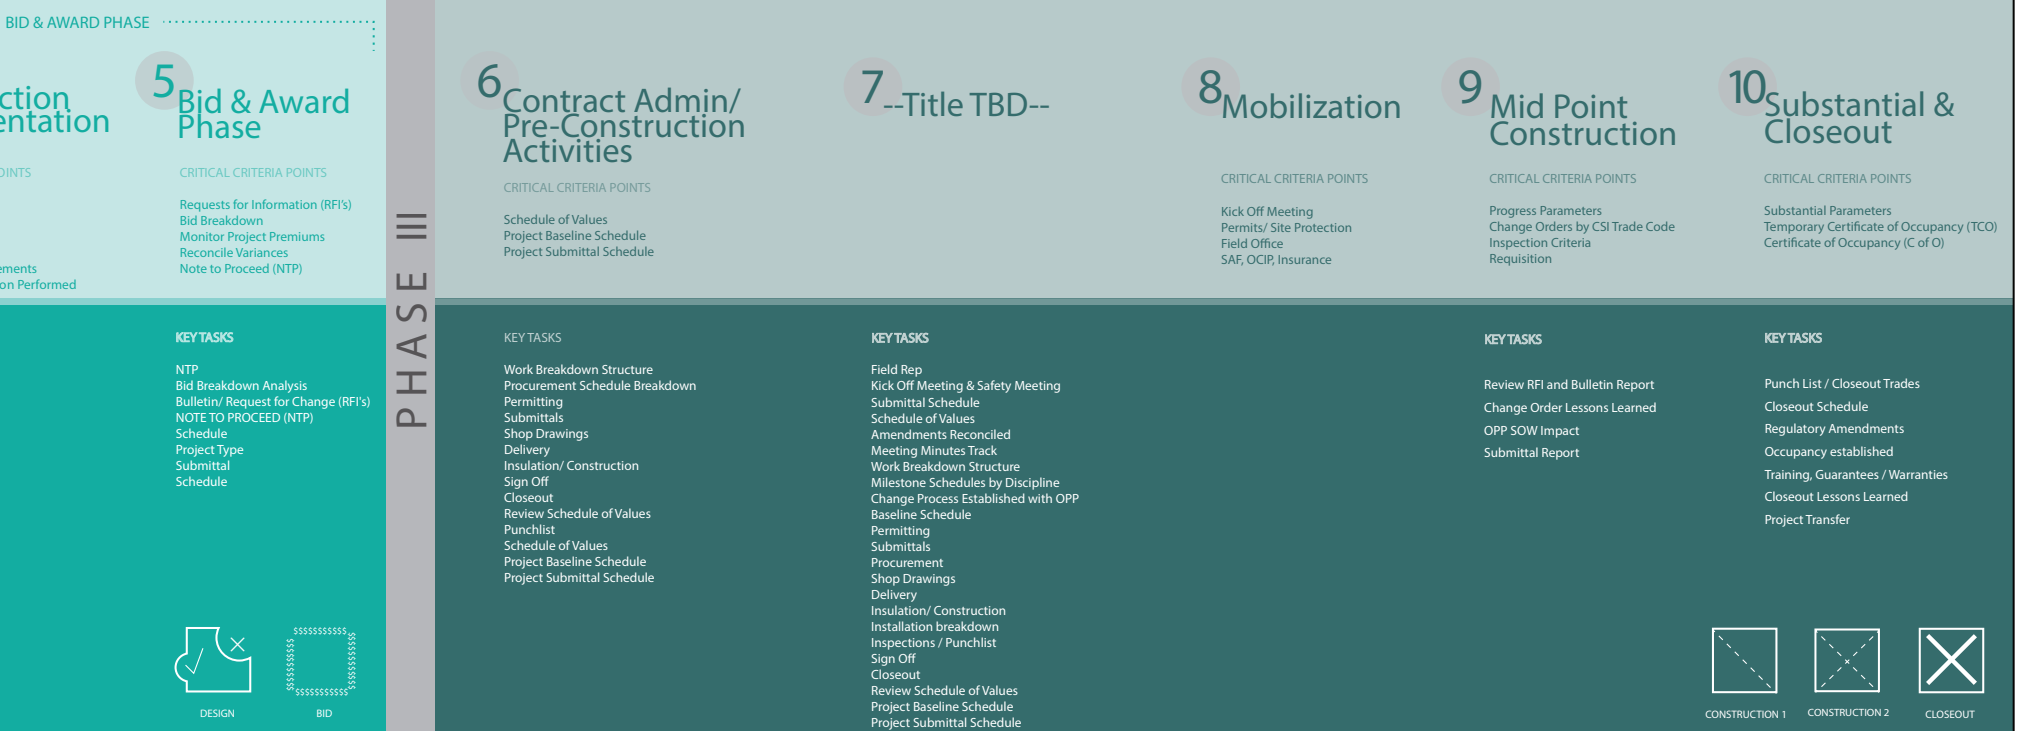 BID & AWARD PHASE
ction
entation
OINTS
ements
on Performed
5
Bid & Award
Phase
CRITICAL CRITERIA POINTS
Requests for Information (RFI's)
Bid Breakdown
Monitor Project Premiums
Reconcile Variances
Note to Proceed (NTP)
KEY TASKS
NTP
Bid Breakdown Analysis
Bulletin/ Request for Change (RFI's)
NOTE TO PROCEED (NTP)
Schedule
Project Type
Submittal
Schedule
$$$$$$$$$$$
$$$$$$$$$$$
$$$$$$$$$$$
$$$$$$$$$$$
DESIGN
BID
PHASE III
6
Contract Admin/
Pre-Construction
Activities
CRITICAL CRITERIA POINTS
Schedule of Values
Project Baseline Schedule
Project Submittal Schedule
KEY TASKS
Work Breakdown Structure
Procurement Schedule Breakdown
Permitting
Submittals
Shop Drawings
Delivery
Insulation/ Construction
Sign Off
Closeout
Review Schedule of Values
Punchlist
Schedule of Values
Project Baseline Schedule
Project Submittal Schedule
7
--Title TBD--
KEY TASKS
Field Rep
Kick Off Meeting & Safety Meeting
Submittal Schedule
Schedule of Values
Amendments Reconciled
Meeting Minutes Track
Work Breakdown Structure
Milestone Schedules by Discipline
Change Process Established with OPP
Baseline Schedule
Permitting
Submittals
Procurement
Shop Drawings
Delivery
Insulation/ Construction
Installation breakdown
Inspections / Punchlist
Sign Off
Closeout
Review Schedule of Values
Project Baseline Schedule
Project Submittal Schedule
8
Mobilization
CRITICAL CRITERIA POINTS
Kick Off Meeting
Permits/ Site Protection
Field Office
SAF, OCIP, Insurance
9
Mid Point
Construction
CRITICAL CRITERIA POINTS
Progress Parameters
Change Orders by CSI Trade Code
Inspection Criteria
Requisition
KEY TASKS
Review RFI and Bulletin Report
Change Order Lessons Learned
OPP SOW Impact
Submittal Report
10
Substantial &
Closeout
CRITICAL CRITERIA POINTS
Substantial Parameters
Temporary Certificate of Occupancy (TCO)
Certificate of Occupancy (C of O)
KEY TASKS
Punch List / Closeout Trades
Closeout Schedule
Regulatory Amendments
Occupancy established
Training, Guarantees / Warranties
Closeout Lessons Learned
Project Transfer
CONSTRUCTION 1
CONSTRUCTION 2
CLOSEOUT